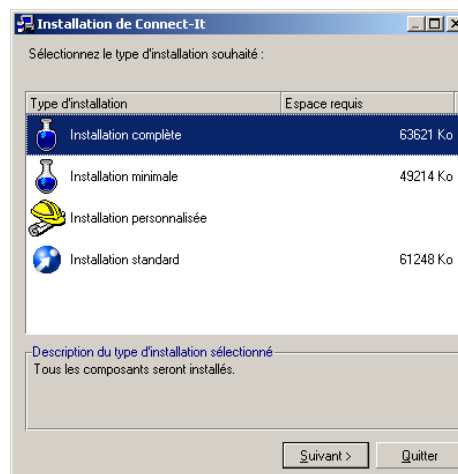 Installation de Connect-It
Sélectionnez le type d'installation souhaité :
Type d'installation Espace requis
Installation complète 63621 Ko
Installation minimale 49214 Ko
Installation personnalisée
Installation standard 61248 Ko
Description du type d'installation sélectionné
Tous les composants seront installés.
Suivant > Quitter